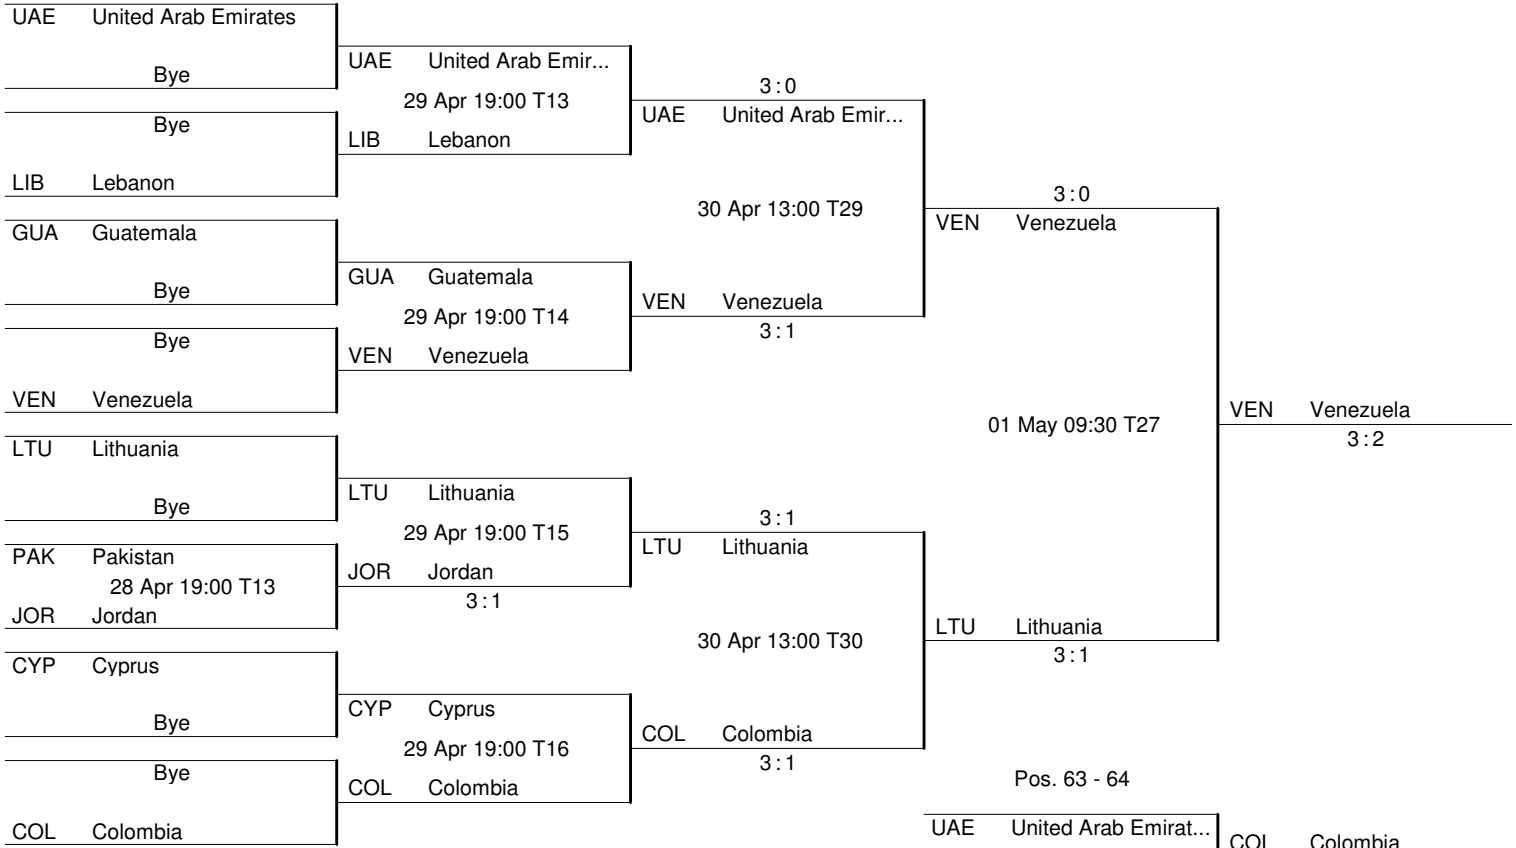 UAE United Arab Emirates
Bye
Bye
LIB Lebanon
GUA Guatemala
Bye
Bye
VEN Venezuela
LTU Lithuania
Bye
PAK Pakistan
28 Apr 19:00 T13
JOR Jordan
CYP Cyprus
Bye
Bye
COL Colombia
UAE United Arab Emir...
29 Apr 19:00 T13
LIB Lebanon
GUA Guatemala
29 Apr 19:00 T14
VEN Venezuela
LTU Lithuania
29 Apr 19:00 T15
JOR Jordan
3 : 1
CYP Cyprus
29 Apr 19:00 T16
COL Colombia
3 : 0
UAE United Arab Emir...
30 Apr 13:00 T29
VEN Venezuela
3 : 1
3 : 1
LTU Lithuania
30 Apr 13:00 T30
COL Colombia
3 : 1
3 : 0
VEN Venezuela
01 May 09:30 T27
LTU Lithuania
3 : 1
VEN Venezuela
3 : 2
Pos. 63 - 64
UAE United Arab Emirat...
COL Colombia